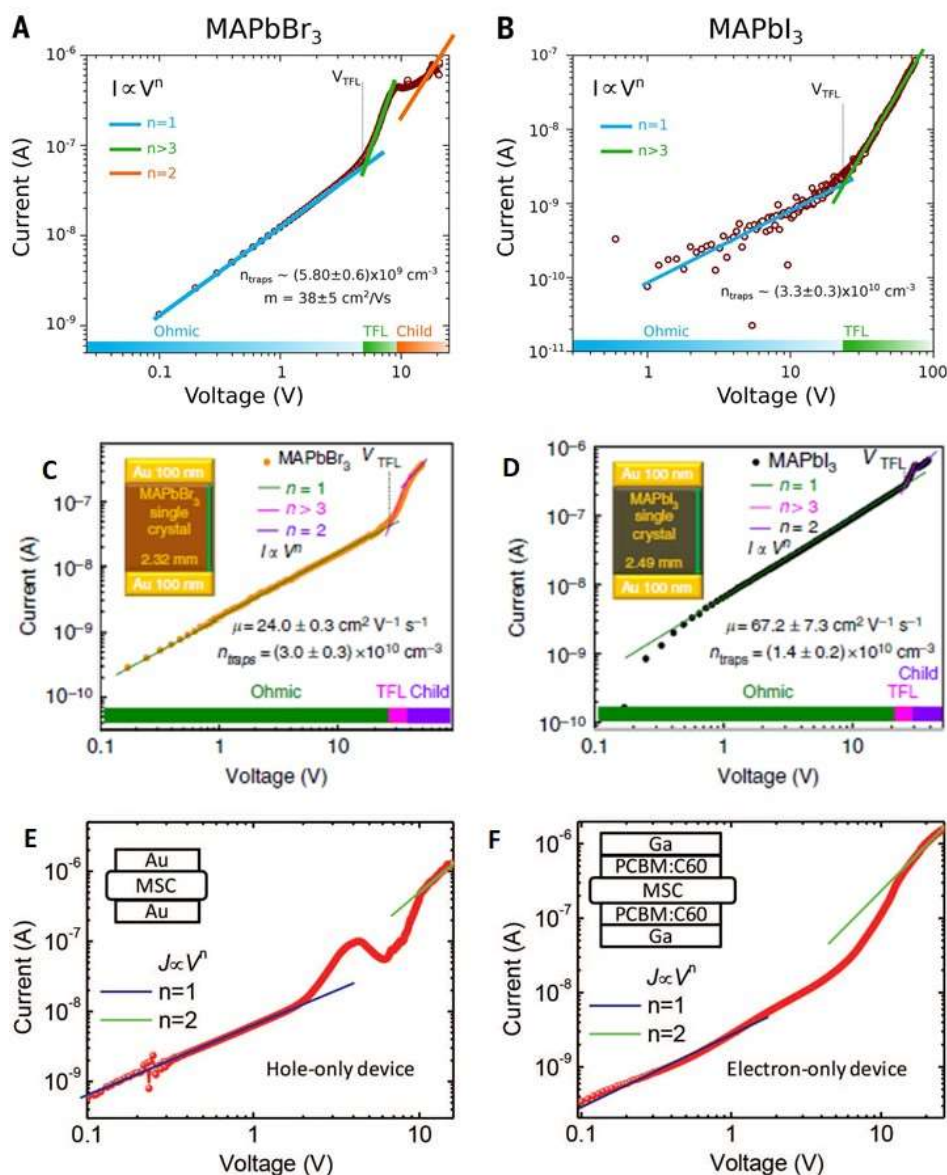 A
MAPbBr₃
10⁻⁶
10⁻⁷
10⁻⁸
10⁻⁹
Current (A)
I ∝ Vⁿ
n=1
n>3
n=2
V_TFL
n_traps ~ (5.80±0.6)x10⁹ cm⁻³
m = 38±5 cm²/Vs
Ohmic
TFL
Child
0.1
1
10
Voltage (V)
B
MAPbI₃
10⁻⁷
10⁻⁸
10⁻⁹
10⁻¹⁰
10⁻¹¹
Current (A)
I ∝ Vⁿ
n=1
n>3
V_TFL
n_traps ~ (3.3±0.3)x10¹⁰ cm⁻³
Ohmic
TFL
1
10
100
Voltage (V)
C
10⁻⁶
10⁻⁷
10⁻⁸
10⁻⁹
10⁻¹⁰
Current (A)
Au 100 nm
MAPbBr₃
single
crystal
2.32 mm
Au 100 nm
MAPbBr₃
n = 1
n > 3
n = 2
I ∝ Vⁿ
V_TFL
μ = 24.0 ± 0.3 cm² V⁻¹ s⁻¹
n_traps = (3.0 ± 0.3) ×10¹⁰ cm⁻³
Ohmic
TFL
Child
0.1
1
10
Voltage (V)
D
10⁻⁶
10⁻⁷
10⁻⁸
10⁻⁹
10⁻¹⁰
Current (A)
Au 100 nm
MAPbI₃
single
crystal
2.49 mm
Au 100 nm
MAPbI₃
n = 1
n > 3
n = 2
I ∝ Vⁿ
V_TFL
μ = 67.2 ± 7.3 cm² V⁻¹ s⁻¹
n_traps = (1.4 ± 0.2) ×10¹⁰ cm⁻³
Child
Ohmic
TFL
0.1
1
10
Voltage (V)
E
10⁻⁶
10⁻⁷
10⁻⁸
10⁻⁹
Current (A)
Au
MSC
Au
J∝Vⁿ
n=1
n=2
Hole-only device
0.1
1
10
Voltage (V)
F
10⁻⁶
10⁻⁷
10⁻⁸
10⁻⁹
Current (A)
Ga
PCBM:C60
MSC
PCBM:C60
Ga
J∝Vⁿ
n=1
n=2
Electron-only device
0.1
1
10
Voltage (V)